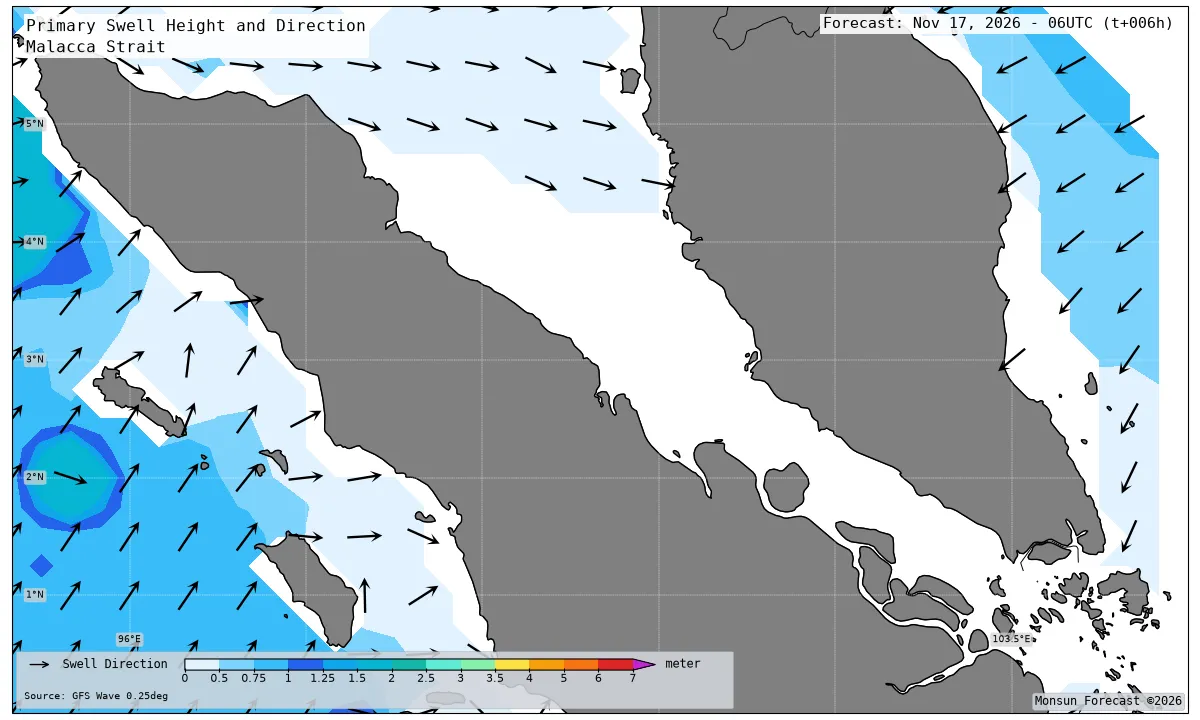 Primary Swell Height and Direction
Malacca Strait
Forecast: Nov 17, 2026 - 06UTC (t+006h)
5°N
4°N
3°N
2°N
1°N
96°E
103.5°E
Swell Direction
meter
0 0.5 0.75 1 1.25 1.5 2 2.5 3 3.5 4 5 6 7
Source: GFS Wave 0.25deg
Monsun Forecast ©2026